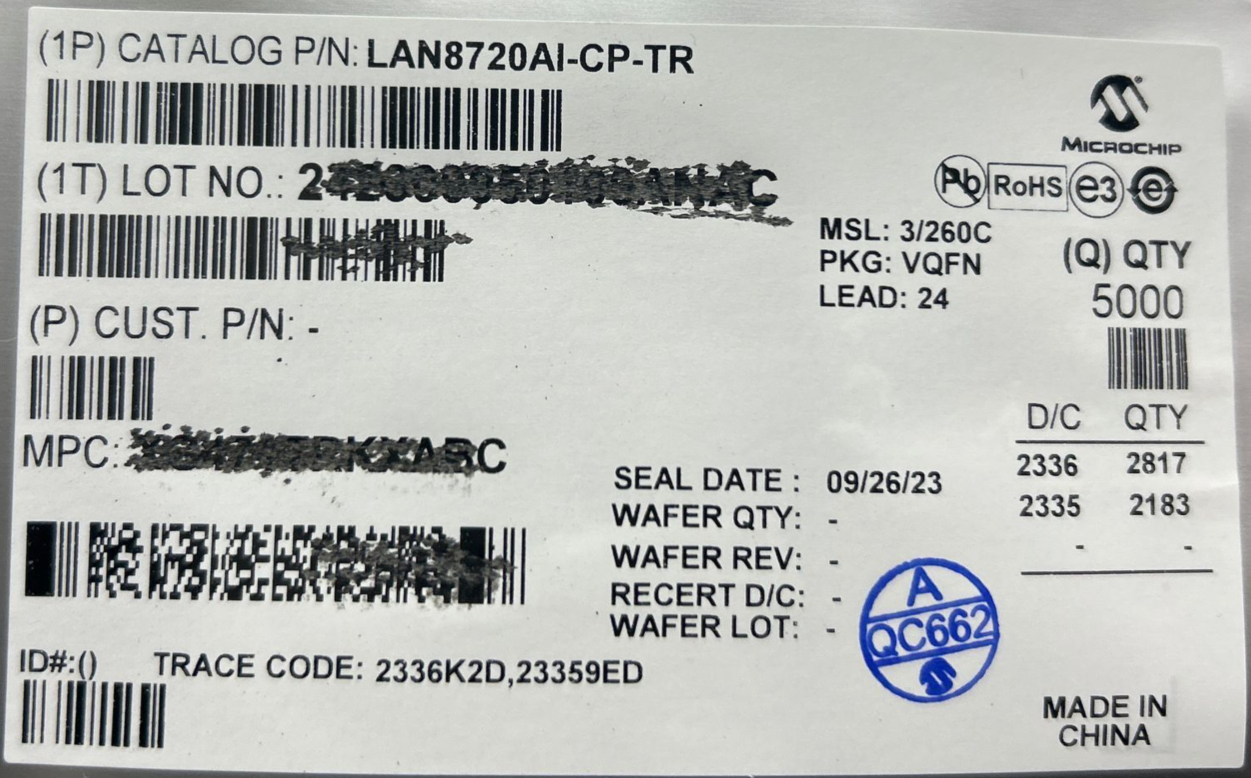 (1P) CATALOG P/N: LAN8720AI-CP-TR
MICROCHIP
(1T) LOT NO.:
Pb RoHS e3 e
MSL: 3/260C
PKG: VQFN
LEAD: 24
(Q) QTY
5000
(P) CUST. P/N: -
MPC:
D/C QTY
2336 2817
2335 2183
- -
SEAL DATE : 09/26/23
WAFER QTY: -
WAFER REV: -
RECERT D/C: -
WAFER LOT: -
A
QC662
ID#:() TRACE CODE: 2336K2D,23359ED
MADE IN
CHINA